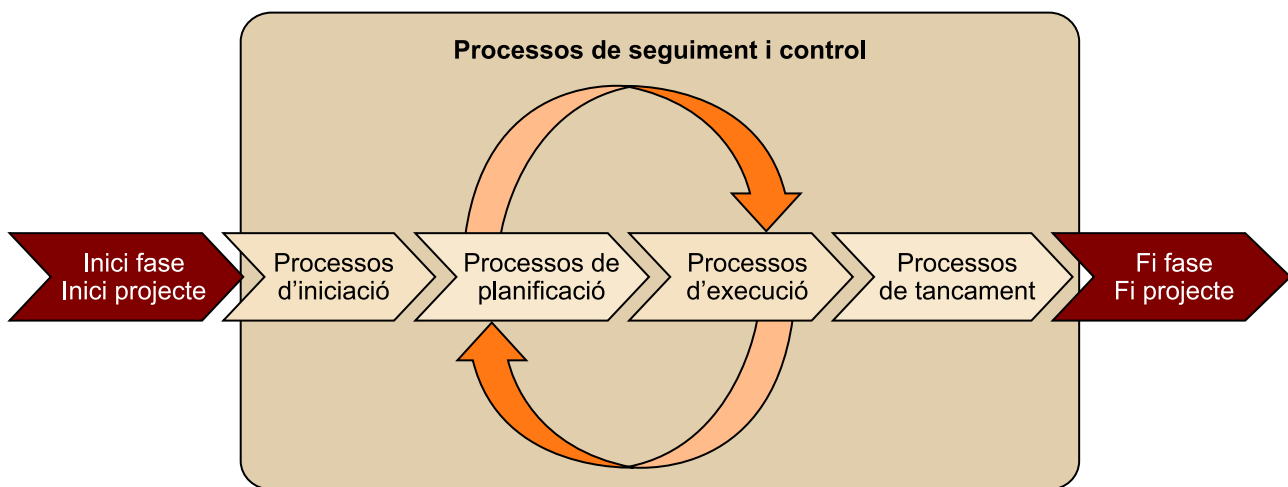 Processos de seguiment i control
Inici fase
Inici projecte
Processos
d’iniciació
Processos de
planificació
Processos
d’execució
Processos
de tancament
Fi fase
Fi projecte